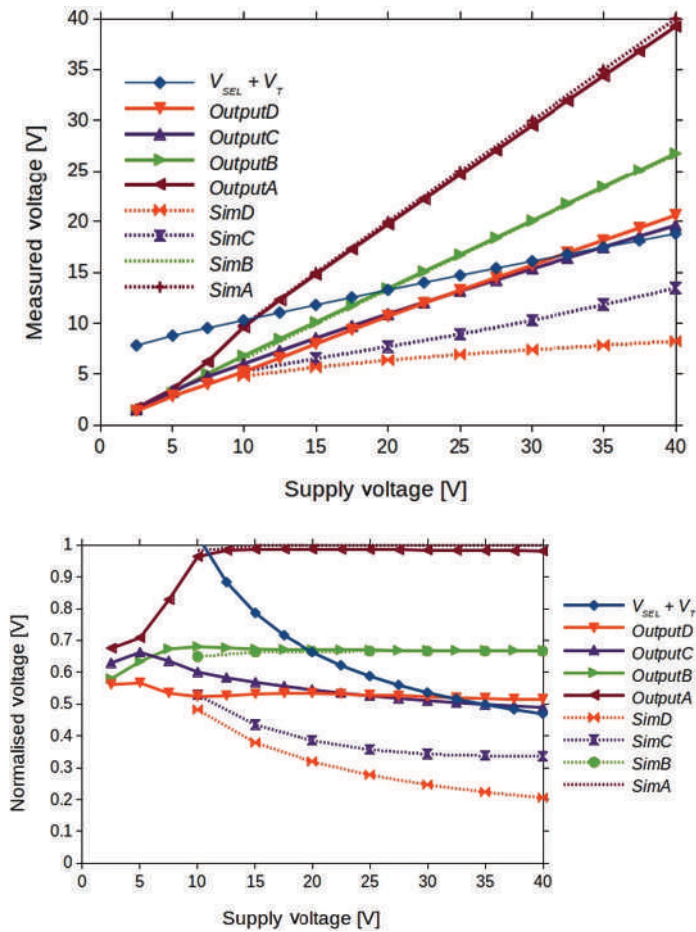 40
35
30
25
20
15
10
5
0
Measured voltage [V]
V_SEL + V_T
OutputD
OutputC
OutputB
OutputA
SimD
SimC
SimB
SimA
0 5 10 15 20 25 30 35 40
Supply voltage [V]
1
0.9
0.8
0.7
0.6
0.5
0.4
0.3
0.2
0.1
0
Normalised voltage [V]
V_SEL + V_T
OutputD
OutputC
OutputB
OutputA
SimD
SimC
SimB
SimA
0 5 10 15 20 25 30 35 40
Supply voltage [V]